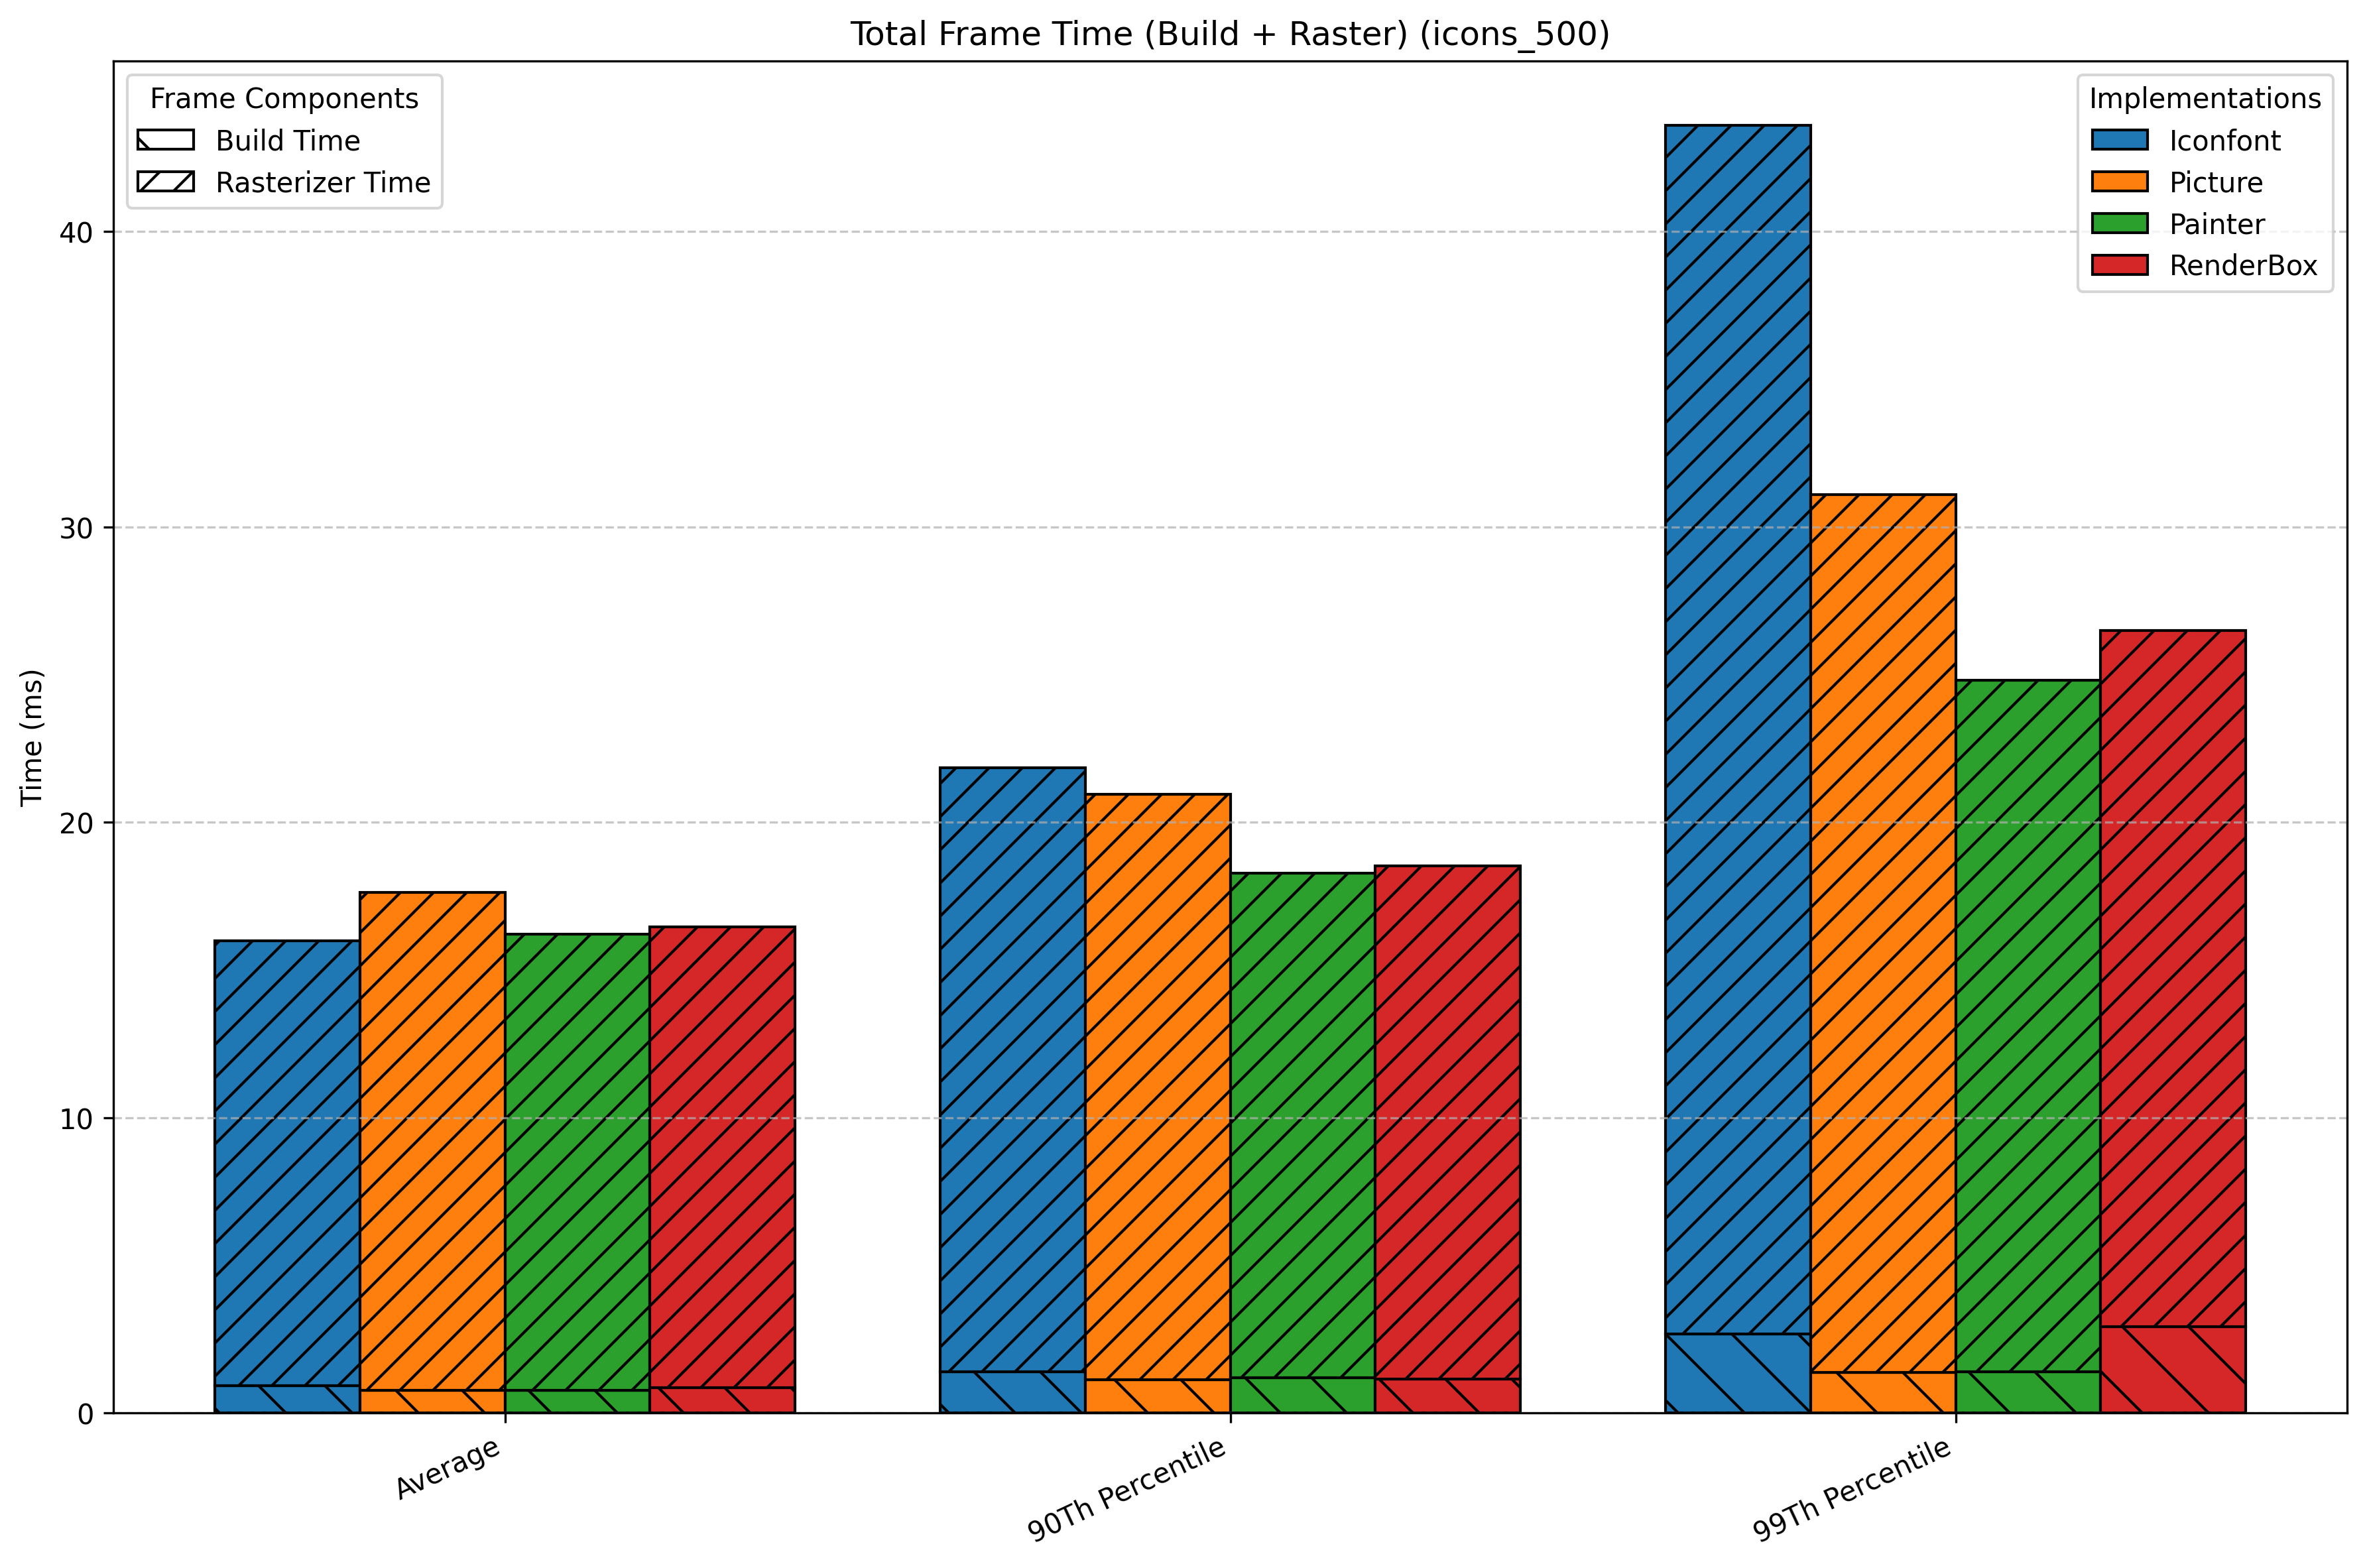 Total Frame Time (Build + Raster) (icons_500)
Frame Components
Build Time
Rasterizer Time
Implementations
Iconfont
Picture
Painter
RenderBox
Time (ms)
40
30
20
10
0
Average
90Th Percentile
99Th Percentile